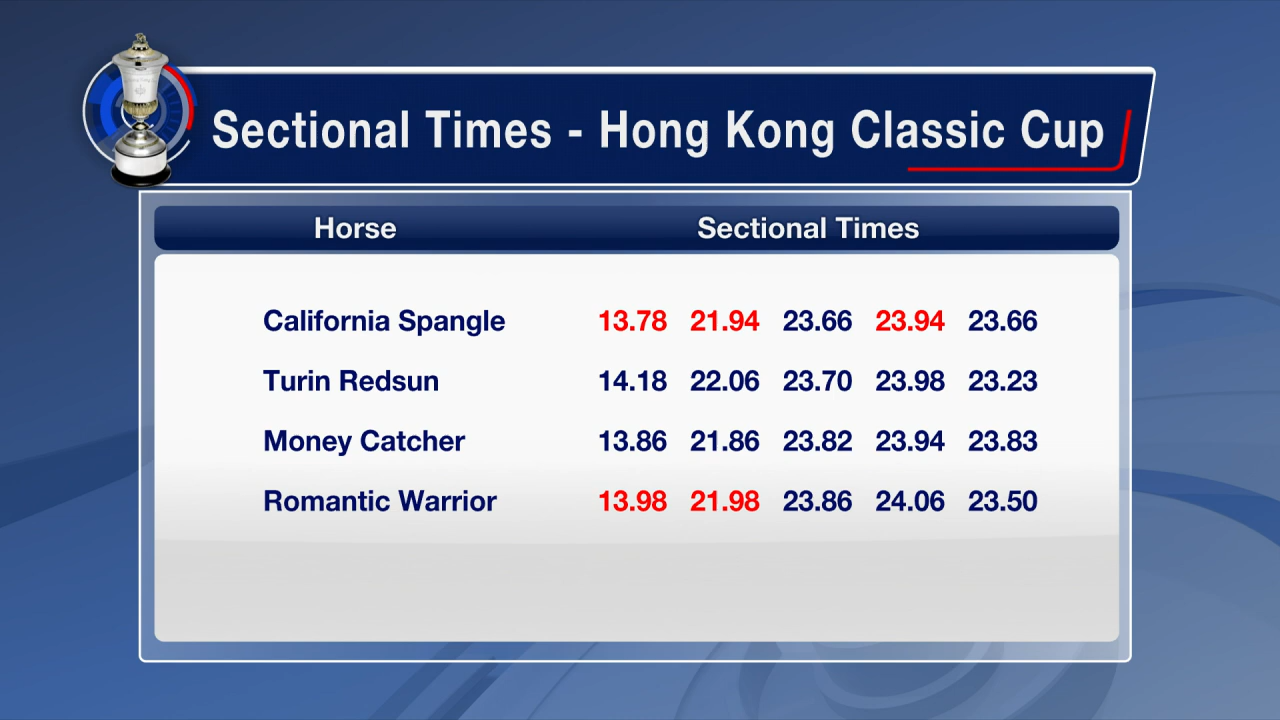 Sectional Times - Hong Kong Classic Cup
Horse Sectional Times
California Spangle 13.78 21.94 23.66 23.94 23.66
Turin Redsun 14.18 22.06 23.70 23.98 23.23
Money Catcher 13.86 21.86 23.82 23.94 23.83
Romantic Warrior 13.98 21.98 23.86 24.06 23.50